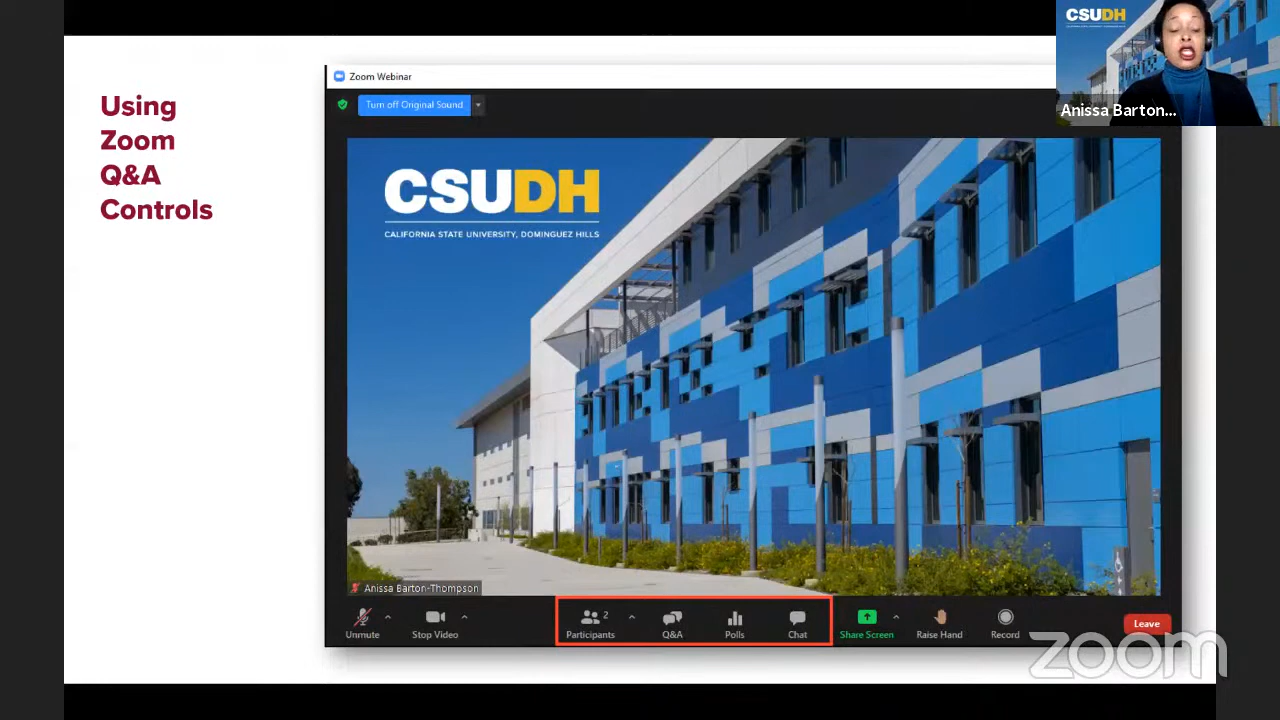 Using
Zoom
Q&A
Controls
Zoom Webinar
Turn off Original Sound
CSUDH
CALIFORNIA STATE UNIVERSITY, DOMINGUEZ HILLS
Anissa Barton-Thompson
Unmute
Stop Video
2
Participants
Q&A
Polls
Chat
Share Screen
Raise Hand
Record
Leave
CSUDH
Anissa Barton...
zoom